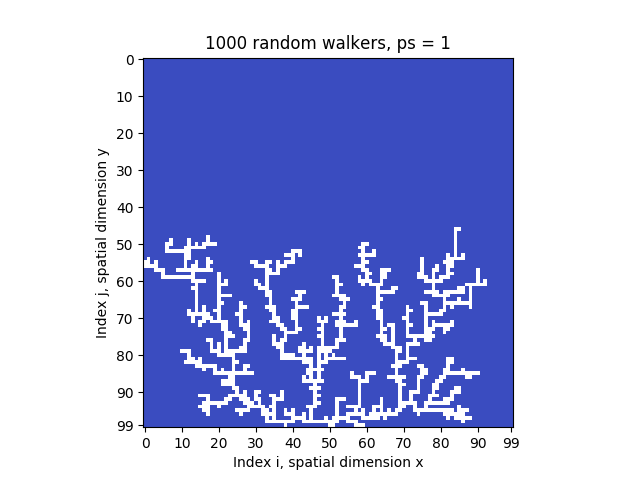 1000 random walkers, ps = 1
0
10
20
30
40
50
60
70
80
90
99
Index j, spatial dimension y
0 10 20 30 40 50 60 70 80 90 99
Index i, spatial dimension x